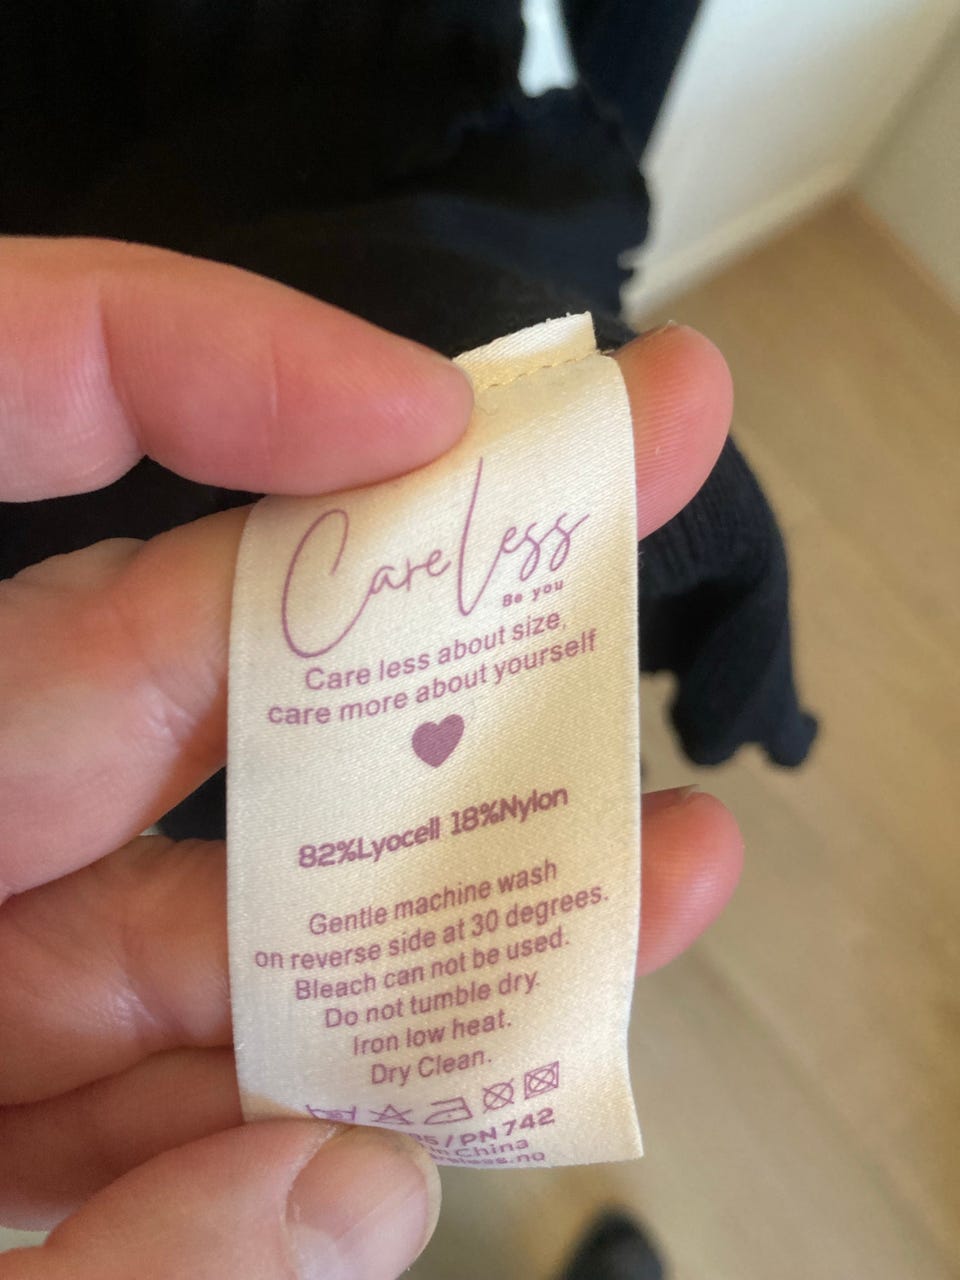 CareLess
Be you
Care less about size,
care more about yourself
82%Lyocell 18%Nylon
Gentle machine wash
on reverse side at 30 degrees.
Bleach can not be used.
Do not tumble dry.
Iron low heat.
Dry Clean.
/ PN 742
China